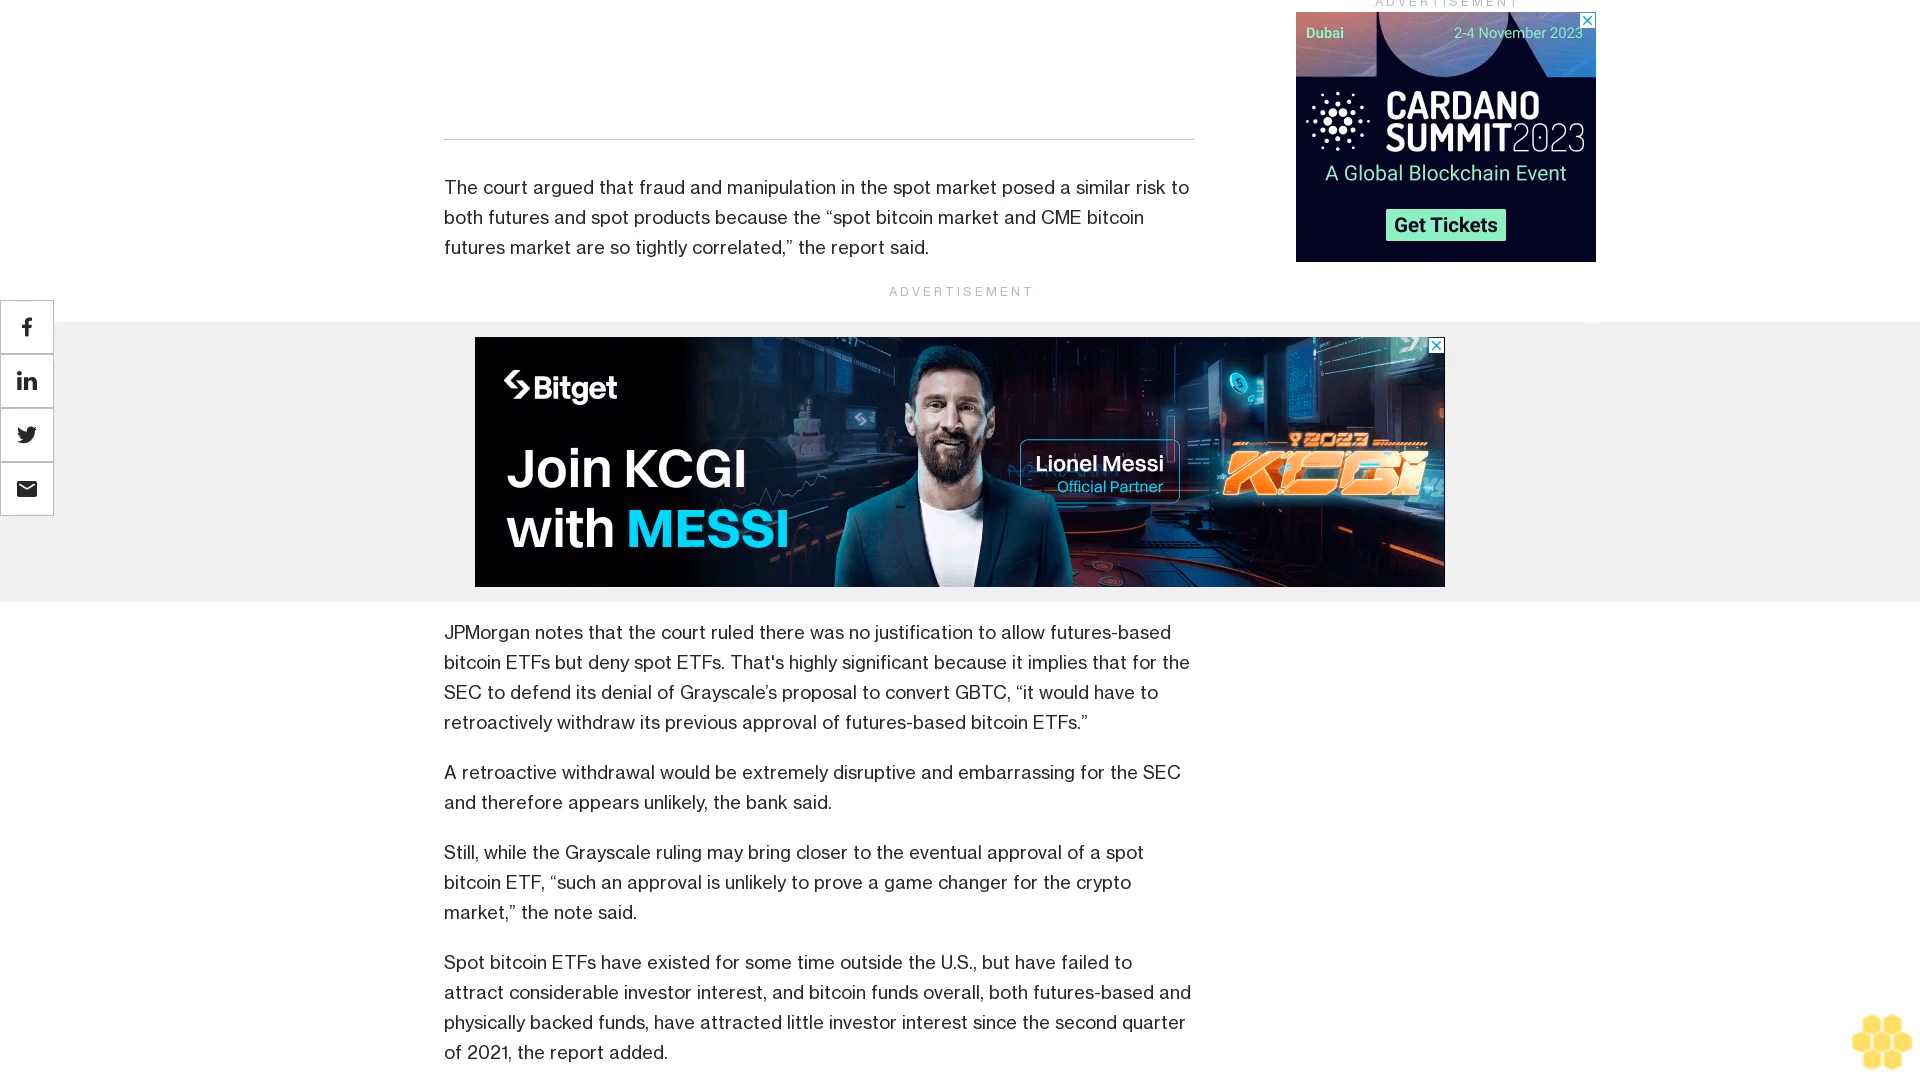 ADVERTISEMENT
Dubai
2-4 November 2023
CARDANO
SUMMIT2023
A Global Blockchain Event
Get Tickets
The court argued that fraud and manipulation in the spot market posed a similar risk to
both futures and spot products because the “spot bitcoin market and CME bitcoin
futures market are so tightly correlated,” the report said.
ADVERTISEMENT
Bitget
Join KCGI
with MESSI
Lionel Messi
Official Partner
2023
KCGI
JPMorgan notes that the court ruled there was no justification to allow futures-based
bitcoin ETFs but deny spot ETFs. That's highly significant because it implies that for the
SEC to defend its denial of Grayscale’s proposal to convert GBTC, “it would have to
retroactively withdraw its previous approval of futures-based bitcoin ETFs.”
A retroactive withdrawal would be extremely disruptive and embarrassing for the SEC
and therefore appears unlikely, the bank said.
Still, while the Grayscale ruling may bring closer to the eventual approval of a spot
bitcoin ETF, “such an approval is unlikely to prove a game changer for the crypto
market,” the note said.
Spot bitcoin ETFs have existed for some time outside the U.S., but have failed to
attract considerable investor interest, and bitcoin funds overall, both futures-based and
physically backed funds, have attracted little investor interest since the second quarter
of 2021, the report added.